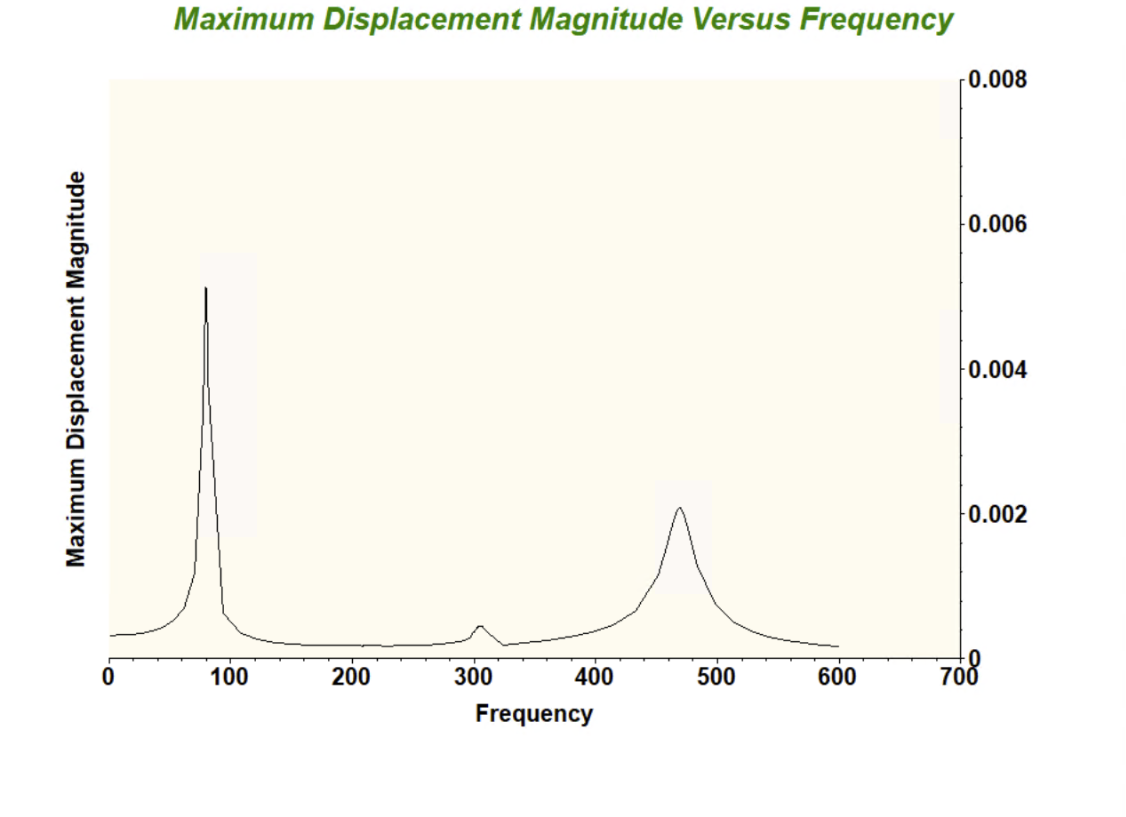 Maximum Displacement Magnitude Versus Frequency
Maximum Displacement Magnitude
0.008
0.006
0.004
0.002
0
0 100 200 300 400 500 600 700
Frequency